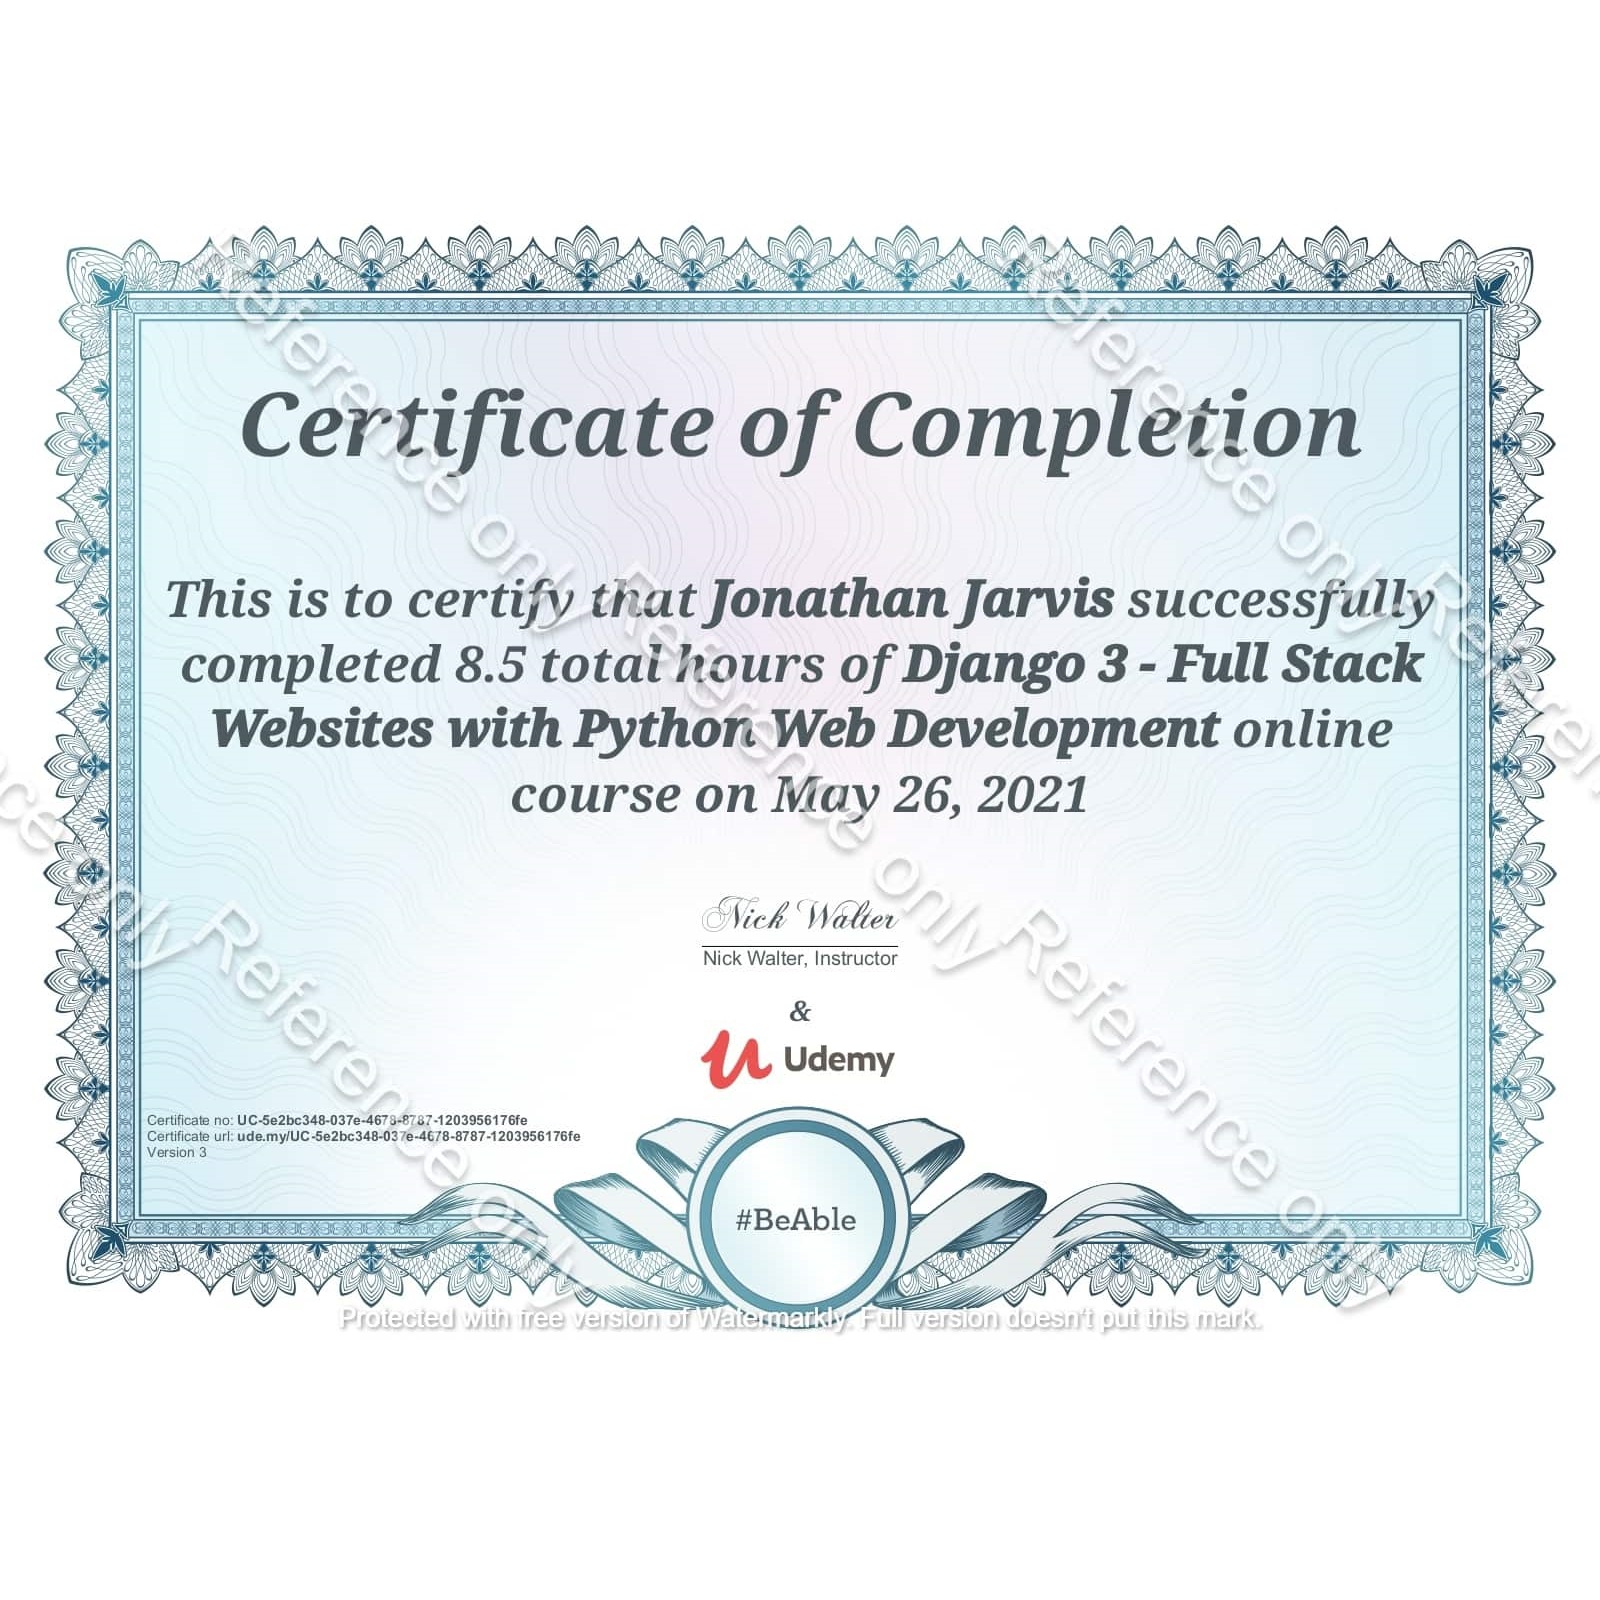 Certificate of Completion
This is to certify that Jonathan Jarvis successfully
completed 8.5 total hours of Django 3 - Full Stack
Websites with Python Web Development online
course on May 26, 2021
Nick Walter
Nick Walter, Instructor
&
Udemy
Certificate no: UC-5e2bc348-037e-4678-8787-1203956176fe
Certificate url: ude.my/UC-5e2bc348-037e-4678-8787-1203956176fe
Version 3
#BeAble
Protected with free version of Watermarkly. Full version doesn't put this mark.
Reference only
Reference only
Reference only
Reference only
Reference only
Reference only